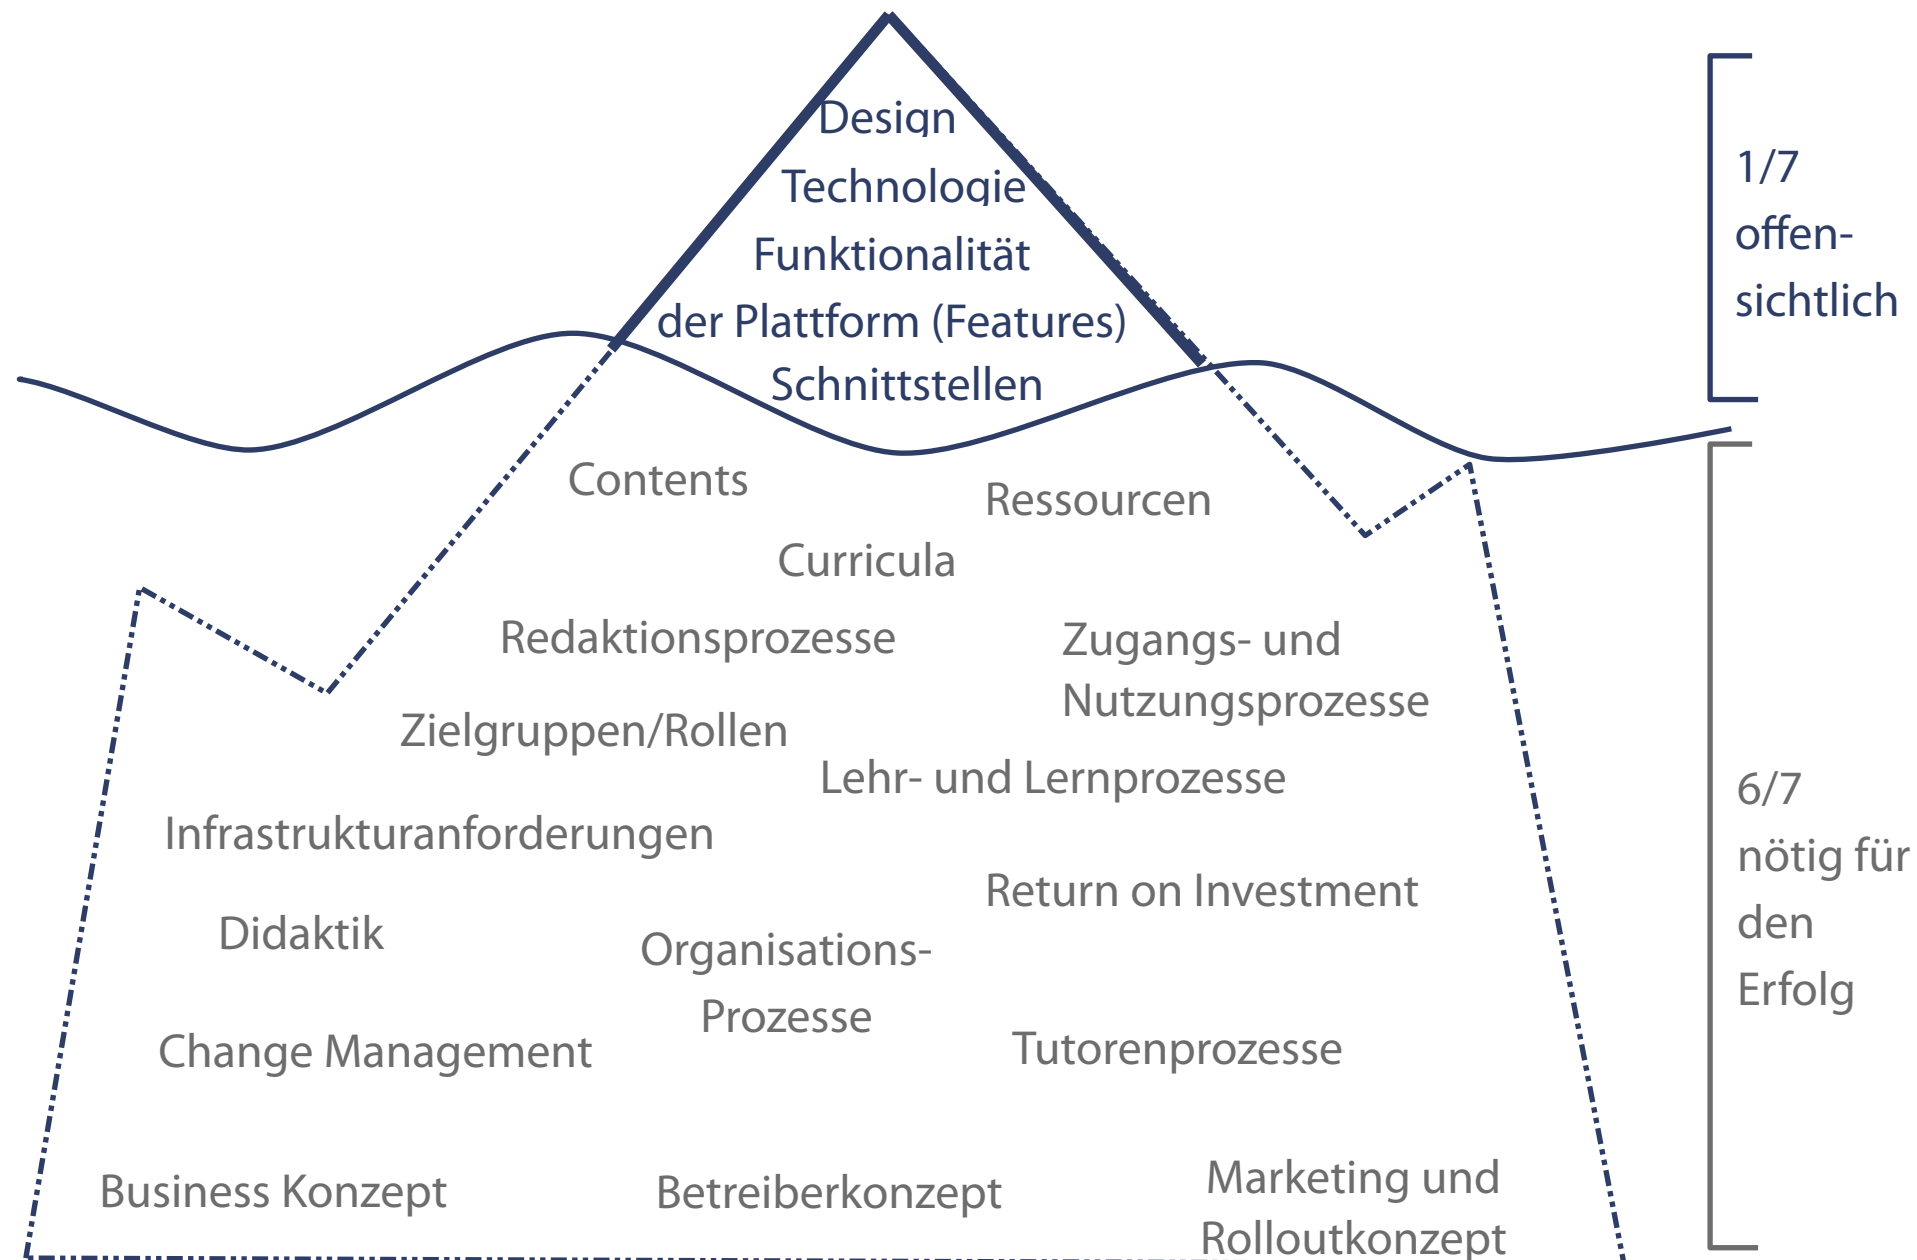 Design
Technologie
Funktionalität
der Plattform (Features)
Schnittstellen
1/7
offen-
sichtlich
Contents
Ressourcen
Curricula
Redaktionsprozesse
Zugangs- und
Nutzungsprozesse
Zielgruppen/Rollen
Lehr- und Lernprozesse
Infrastrukturanforderungen
Return on Investment
Didaktik
Organisations-
Prozesse
Change Management
Tutorenprozesse
Business Konzept
Betreiberkonzept
Marketing und
Rolloutkonzept
6/7
nötig für
den
Erfolg